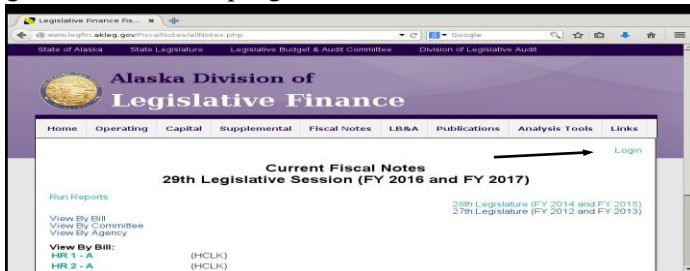 Legislative Finance Fis...
www.legfin.akleg.gov/FiscalNotes/allNotes.php
Google
State of Alaska State Legislature Legislative Budget & Audit Committee Division of Legislative Audit
Alaska Division of
Legislative Finance
Home Operating Capital Supplemental Fiscal Notes LB&A Publications Analysis Tools Links
Login
Current Fiscal Notes
29th Legislative Session (FY 2016 and FY 2017)
Run Reports
28th Legislature (FY 2014 and FY 2015)
27th Legislature (FY 2012 and FY 2013)
View By Bill
View By Committee
View By Agency
View By Bill:
HR 1 - A (HCLK)
HR 2 - A (HCLK)